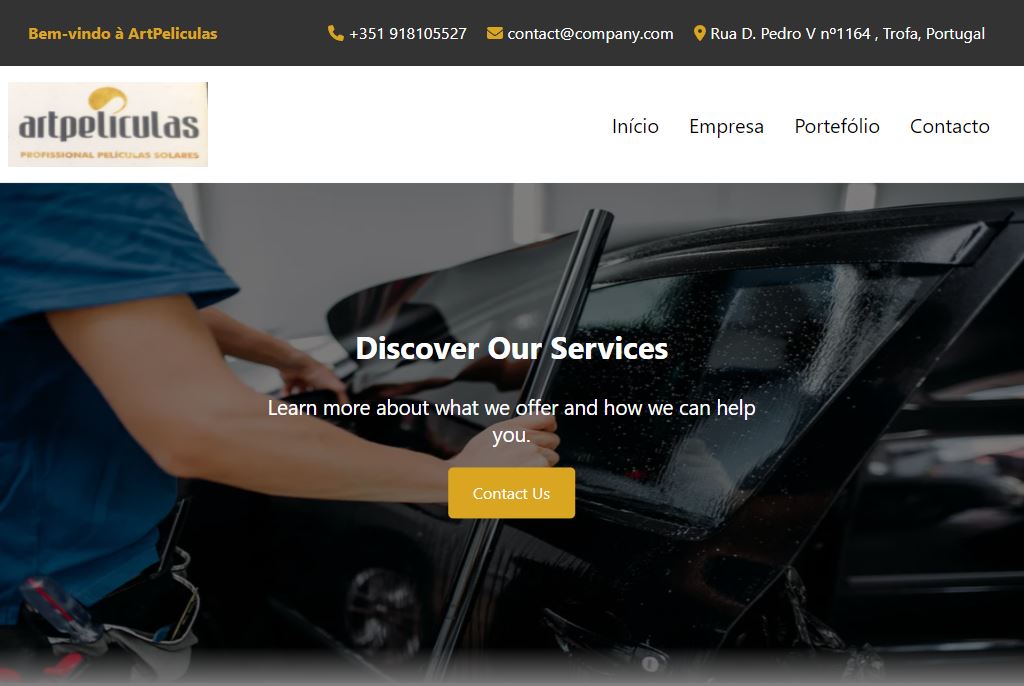 Bem-vindo à ArtPeliculas
+351 918105527
contact@company.com
Rua D. Pedro V nº1164 , Trofa, Portugal
artpeliculas
PROFISSIONAL PELÍCULAS SOLARES
Início
Empresa
Portefólio
Contacto
Discover Our Services
Learn more about what we offer and how we can help
you.
Contact Us